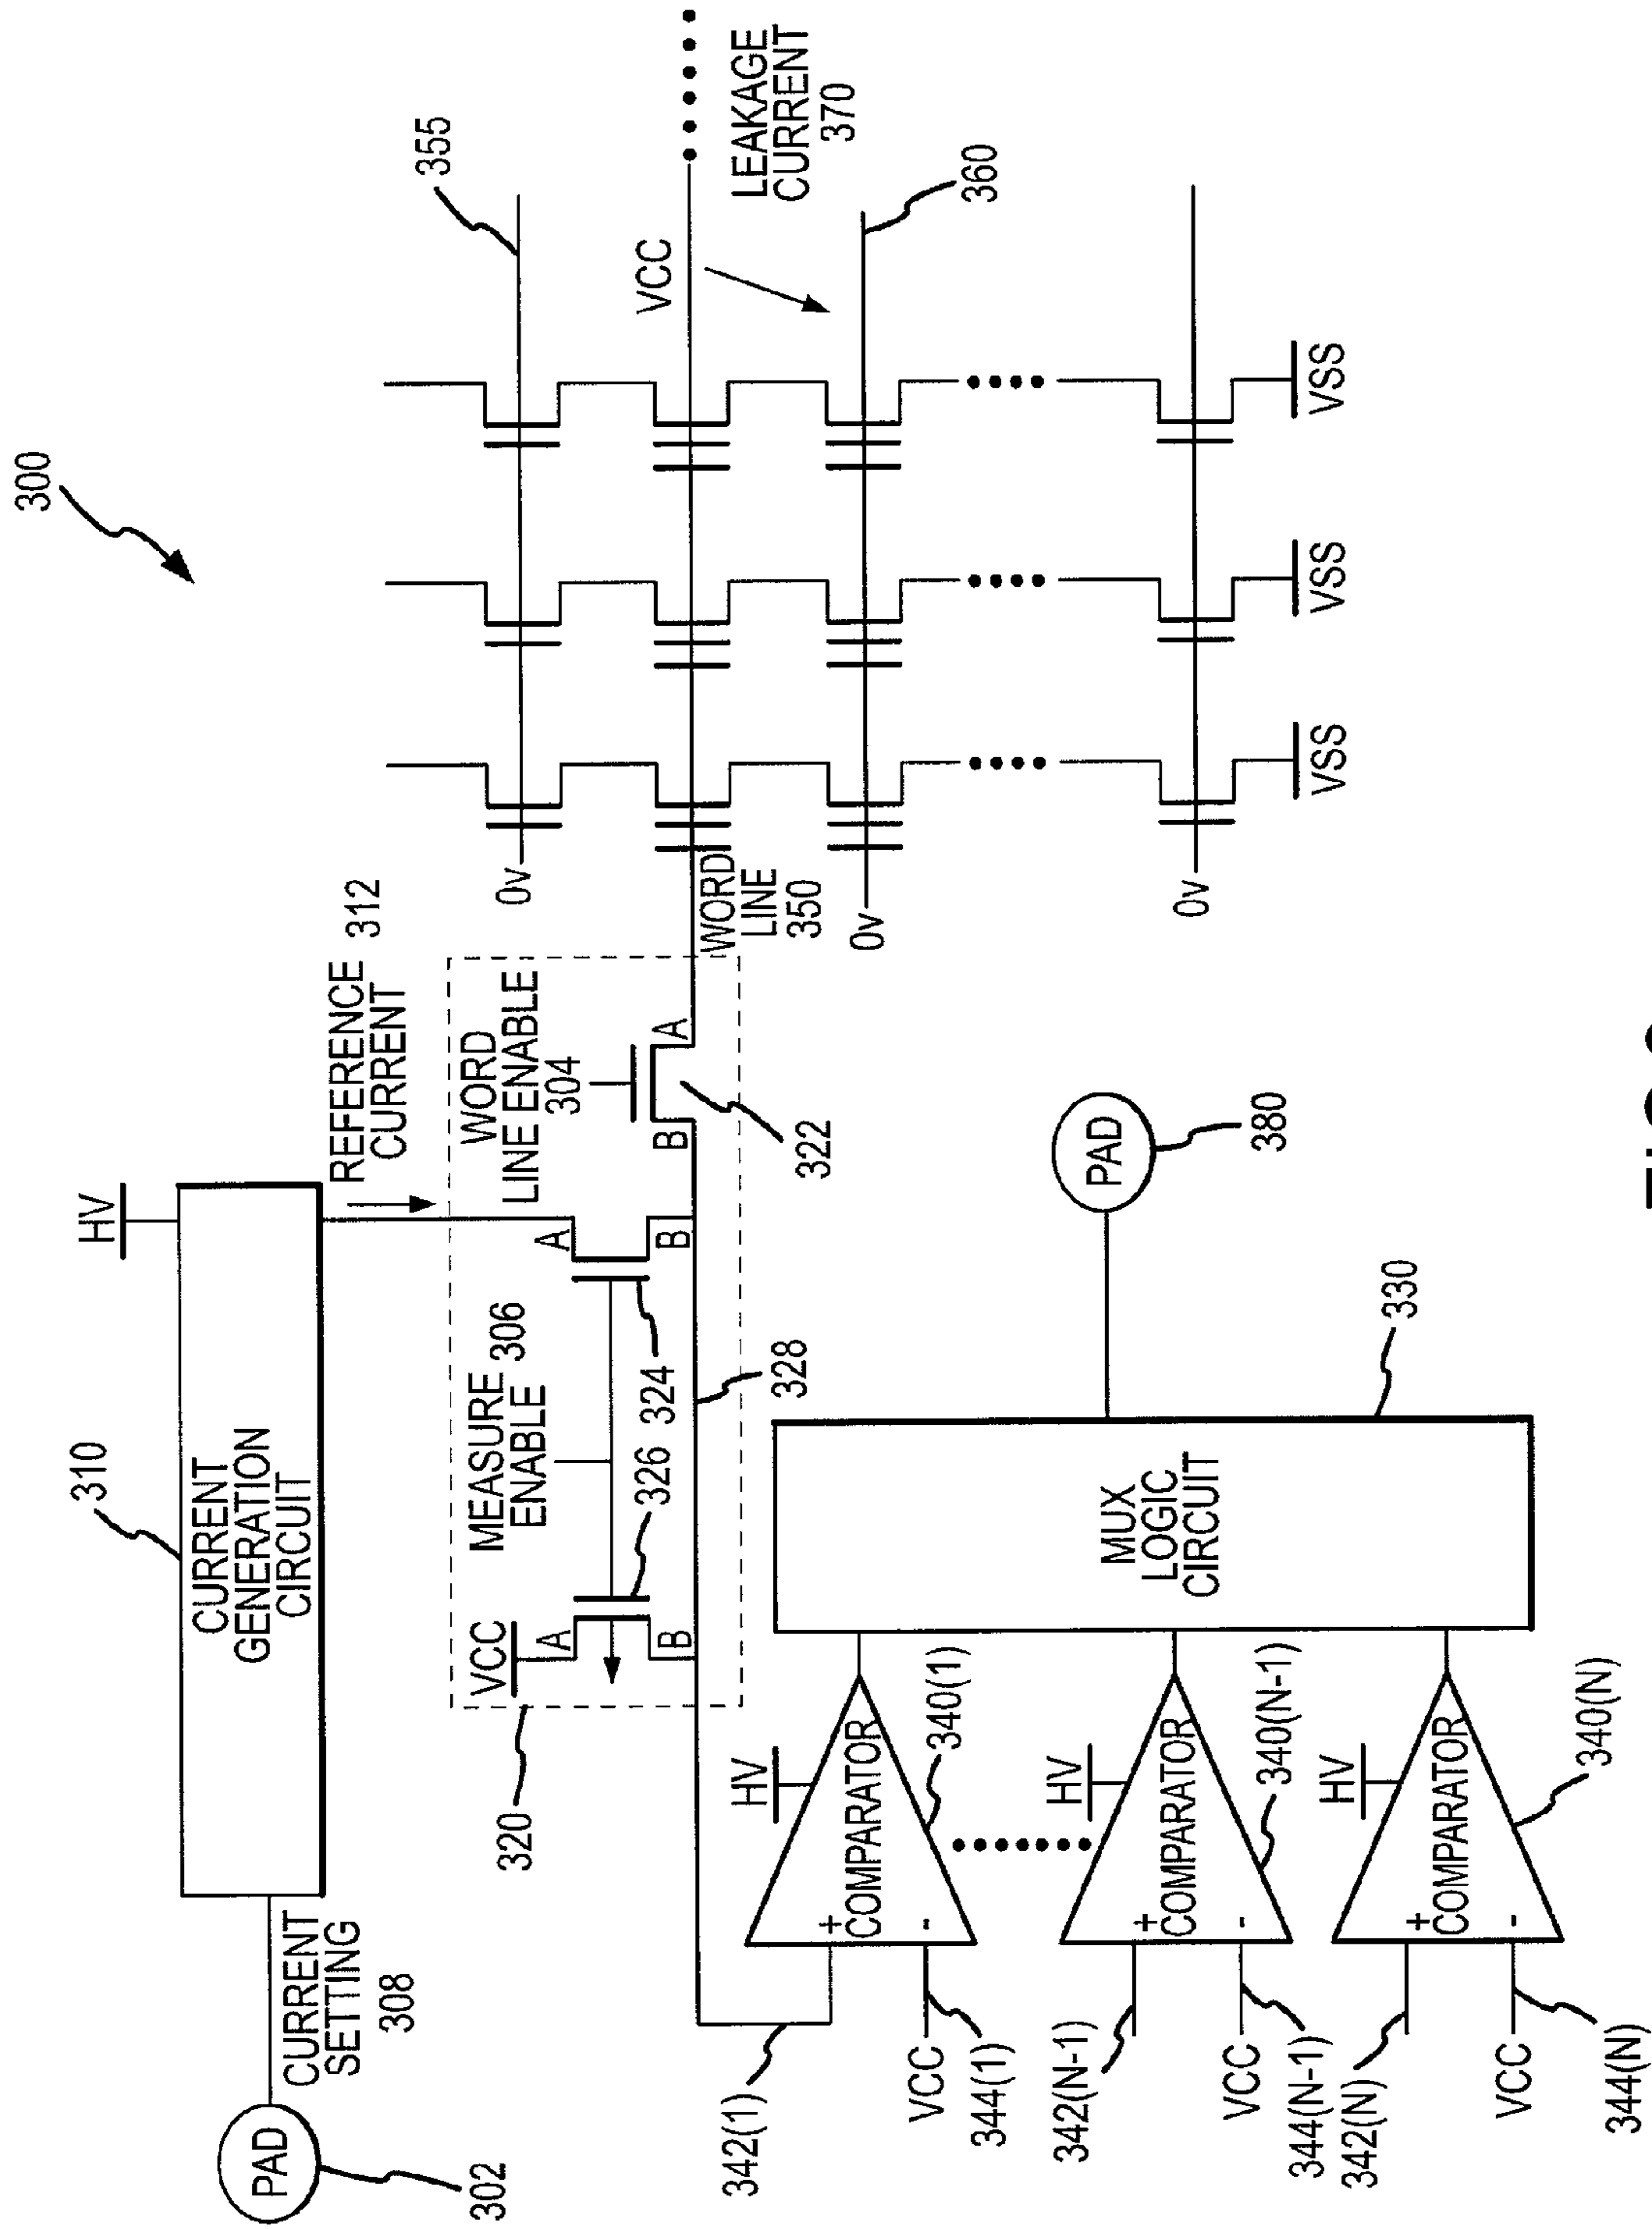 300
310
CURRENT
GENERATION
CIRCUIT
HV
REFERENCE
CURRENT
312
PAD
302
CURRENT
SETTING
308
320
VCC
A
B
326
MEASURE
ENABLE
306
324
A
B
328
WORD
LINE ENABLE
304
B
A
322
WORD
LINE
350
0v
355
VCC
LEAKAGE
CURRENT
370
0v
360
0v
VSS
VSS
VSS
342(1)
VCC
344(1)
+
COMPARATOR
-
HV
340(1)
342(N-1)
VCC
344(N-1)
+
COMPARATOR
-
HV
340(N-1)
342(N)
VCC
344(N)
+
COMPARATOR
-
HV
340(N)
MUX
LOGIC
CIRCUIT
330
PAD
380